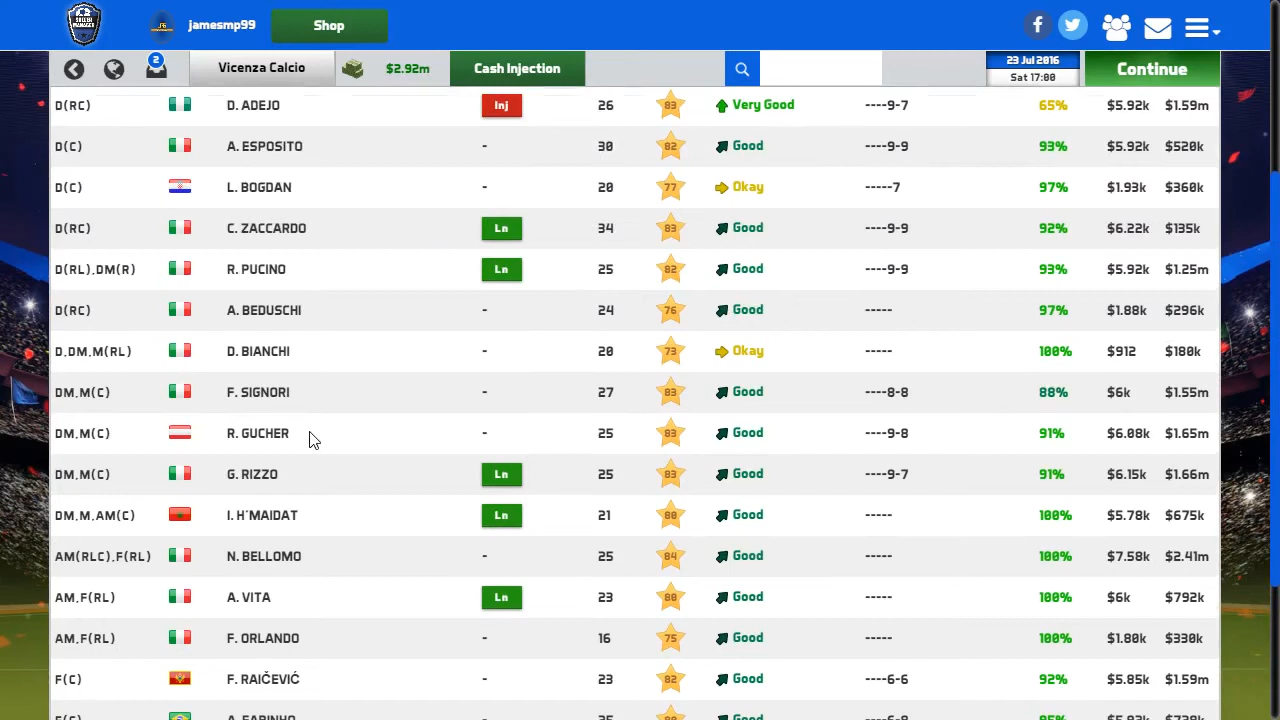 SOCCER MANAGER jamesmp99 Shop
2 Vicenza Calcio $2.92m Cash Injection 23 Jul 2016 Sat 17:00 Continue
D(RC) D. ADEJO Inj 26 83 Very Good ----9-7 65% $5.92k $1.59m
D(C) A. ESPOSITO - 30 82 Good ----9-9 93% $5.92k $520k
D(C) L. BOGDAN - 20 77 Okay -----7 97% $1.93k $360k
D(RC) C. ZACCARDO Ln 34 83 Good ----9-9 92% $6.22k $135k
D(RL),DM(R) R. PUCINO Ln 25 82 Good ----9-9 93% $5.92k $1.25m
D(RC) A. BEDUSCHI - 24 76 Good ----- 97% $1.88k $296k
D,DM,M(RL) D. BIANCHI - 20 73 Okay ----- 100% $912 $180k
DM,M(C) F. SIGNORI - 27 83 Good ----8-8 88% $6k $1.55m
DM,M(C) R. GUCHER - 25 83 Good ----9-8 91% $6.08k $1.65m
DM,M(C) G. RIZZO Ln 25 83 Good ----9-7 91% $6.15k $1.66m
DM,M,AM(C) I. H'MAIDAT Ln 21 80 Good ----- 100% $5.78k $675k
AM(RLC),F(RL) N. BELLOMO - 25 84 Good ----- 100% $7.58k $2.41m
AM,F(RL) A. VITA Ln 23 80 Good ----- 100% $6k $792k
AM,F(RL) F. ORLANDO - 16 75 Good ----- 100% $1.80k $330k
F(C) F. RAIČEVIĆ - 23 82 Good ----6-6 92% $5.85k $1.59m